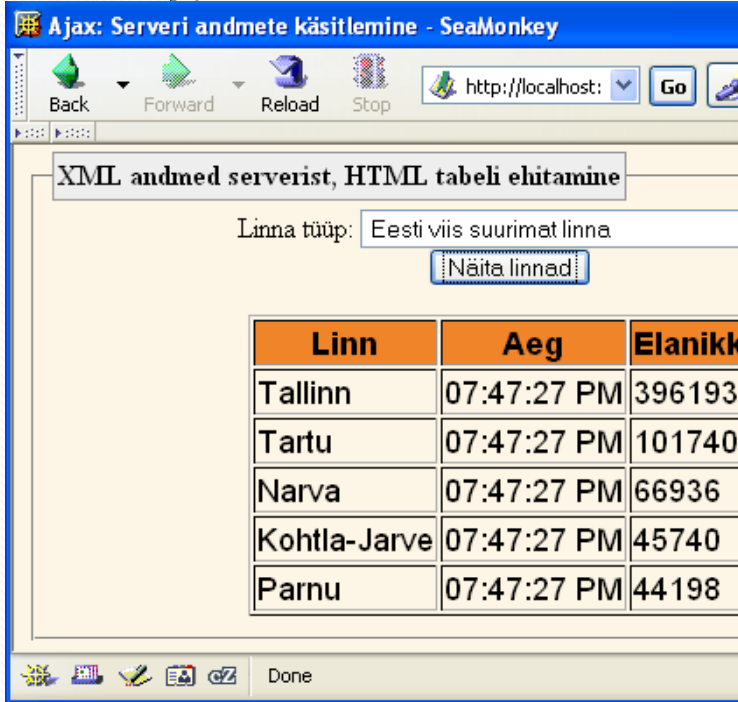 Ajax: Serveri andmete käsitlemine - SeaMonkey
Back Forward Reload Stop http://localhost: Go
XML andmed serverist, HTML tabeli ehitamine
Linna tüüp: Eesti viis suurimat linna
Näita linnad
Linn Aeg Elanikk
Tallinn 07:47:27 PM 396193
Tartu 07:47:27 PM 101740
Narva 07:47:27 PM 66936
Kohtla-Jarve 07:47:27 PM 45740
Parnu 07:47:27 PM 44198
cZ Done